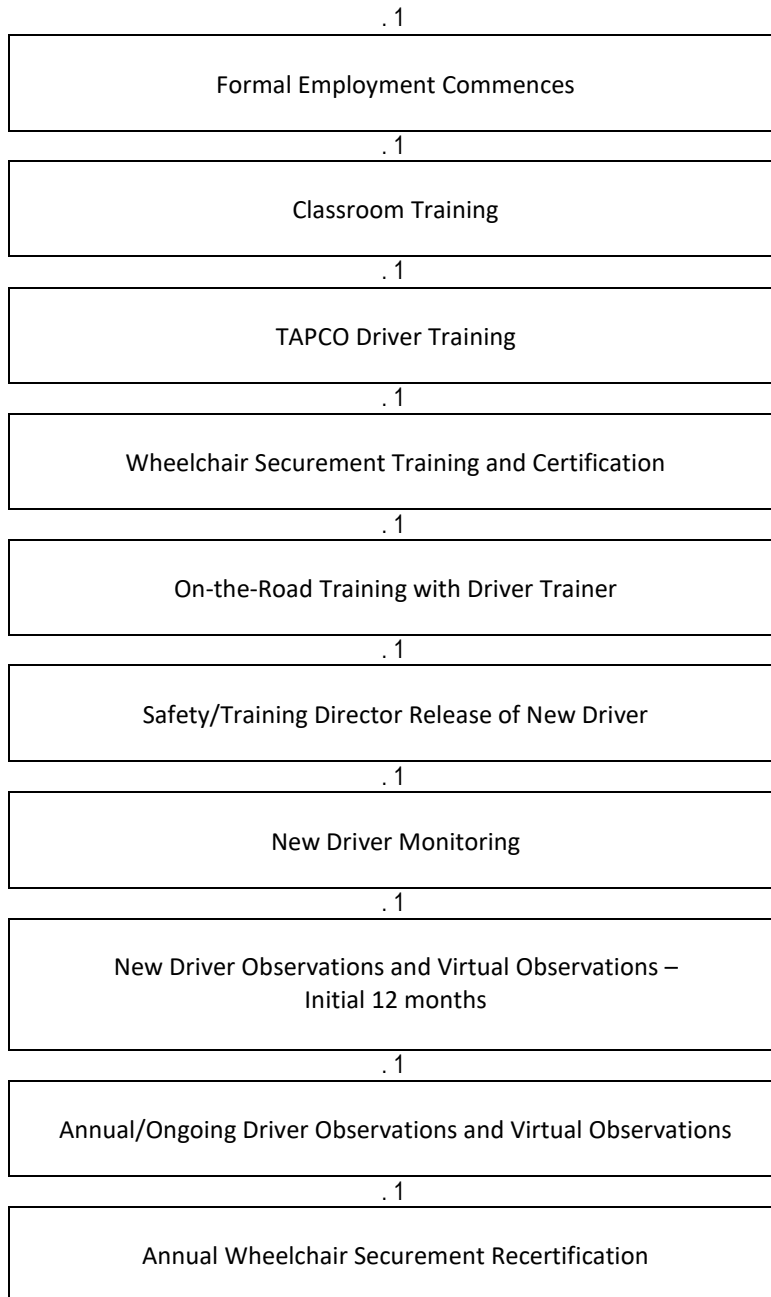 . 1
Formal Employment Commences
. 1
Classroom Training
. 1
TAPCO Driver Training
. 1
Wheelchair Securement Training and Certification
. 1
On-the-Road Training with Driver Trainer
. 1
Safety/Training Director Release of New Driver
. 1
New Driver Monitoring
. 1
New Driver Observations and Virtual Observations –
Initial 12 months
. 1
Annual/Ongoing Driver Observations and Virtual Observations
. 1
Annual Wheelchair Securement Recertification